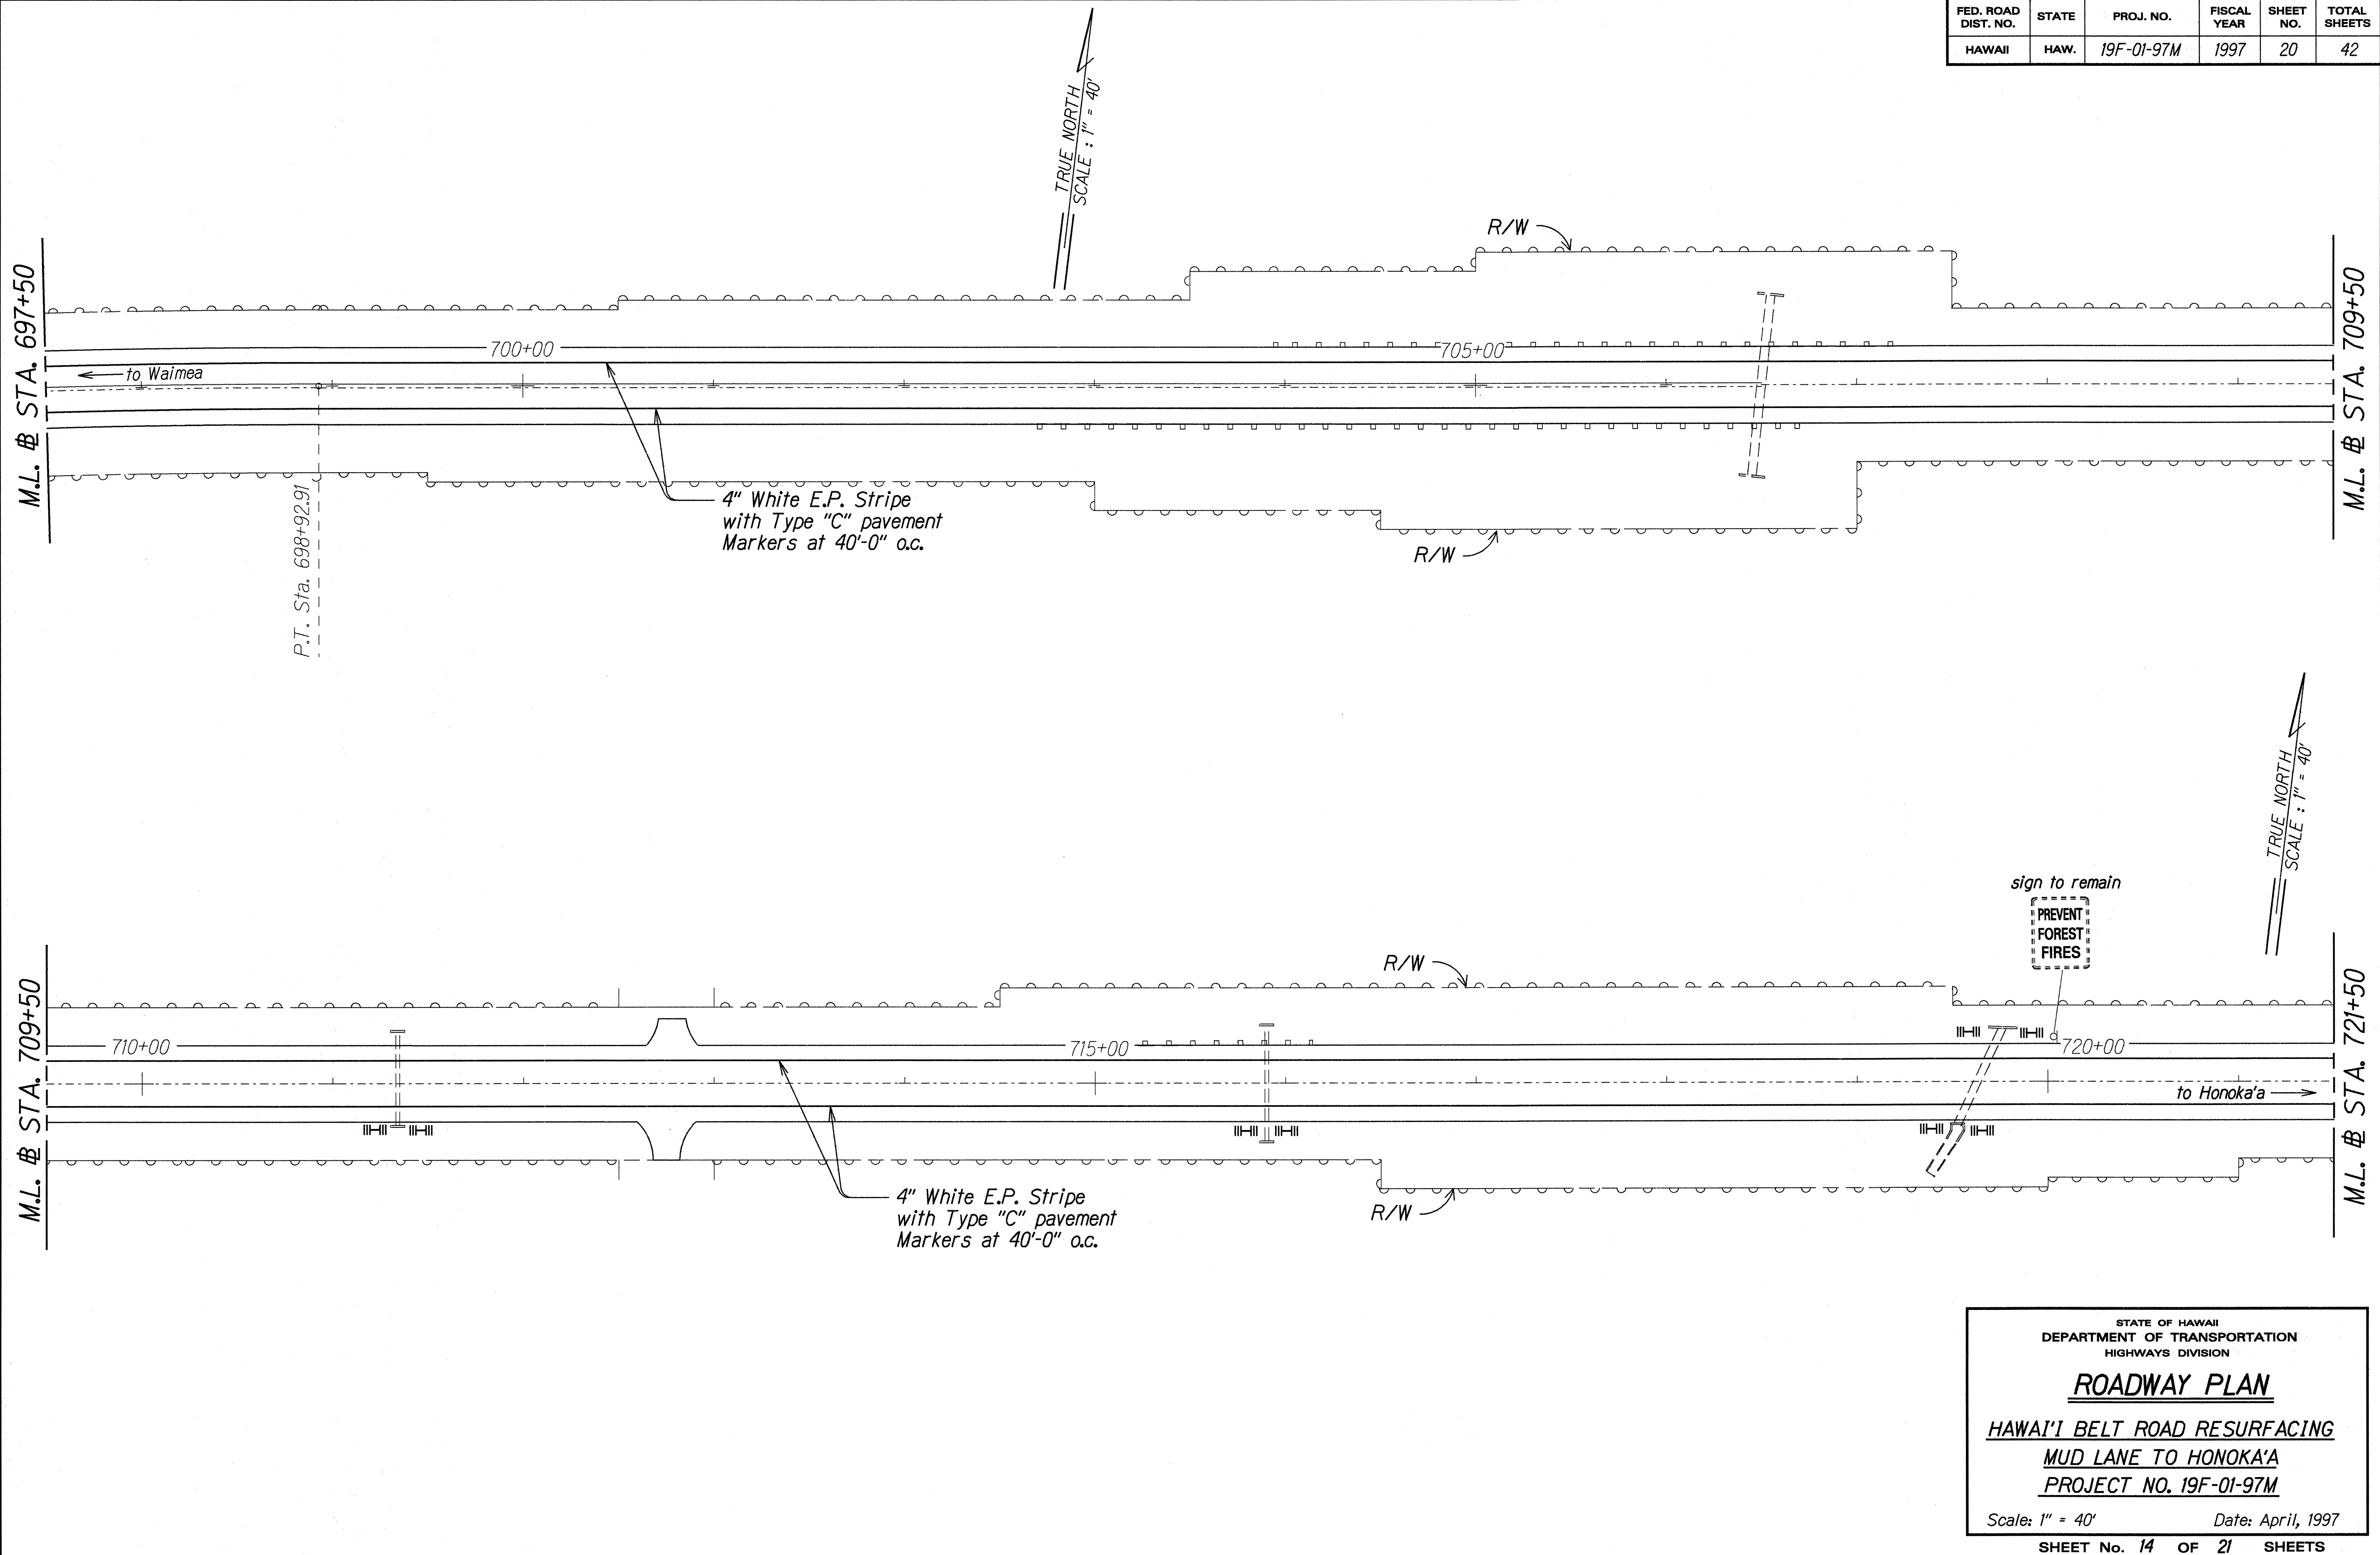 FED. ROAD DIST. NO. STATE PROJ. NO. FISCAL YEAR SHEET NO. TOTAL SHEETS
HAWAII HAW. 19F-01-97M 1997 20 42
TRUE NORTH
SCALE : 1" = 40'
R/W
M.L. ⅊ STA. 697+50
700+00
705+00
to Waimea
M.L. ⅊ STA. 709+50
P.T. Sta. 698+92.91
4" White E.P. Stripe
with Type "C" pavement
Markers at 40'-0" o.c.
R/W
TRUE NORTH
SCALE : 1" = 40'
sign to remain
PREVENT
FOREST
FIRES
R/W
M.L. ⅊ STA. 709+50
710+00
715+00
720+00
to Honoka'a
M.L. ⅊ STA. 721+50
4" White E.P. Stripe
with Type "C" pavement
Markers at 40'-0" o.c.
R/W
STATE OF HAWAII
DEPARTMENT OF TRANSPORTATION
HIGHWAYS DIVISION
ROADWAY PLAN
HAWAI'I BELT ROAD RESURFACING
MUD LANE TO HONOKA'A
PROJECT NO. 19F-01-97M
Scale: 1" = 40' Date: April, 1997
SHEET No. 14 OF 21 SHEETS